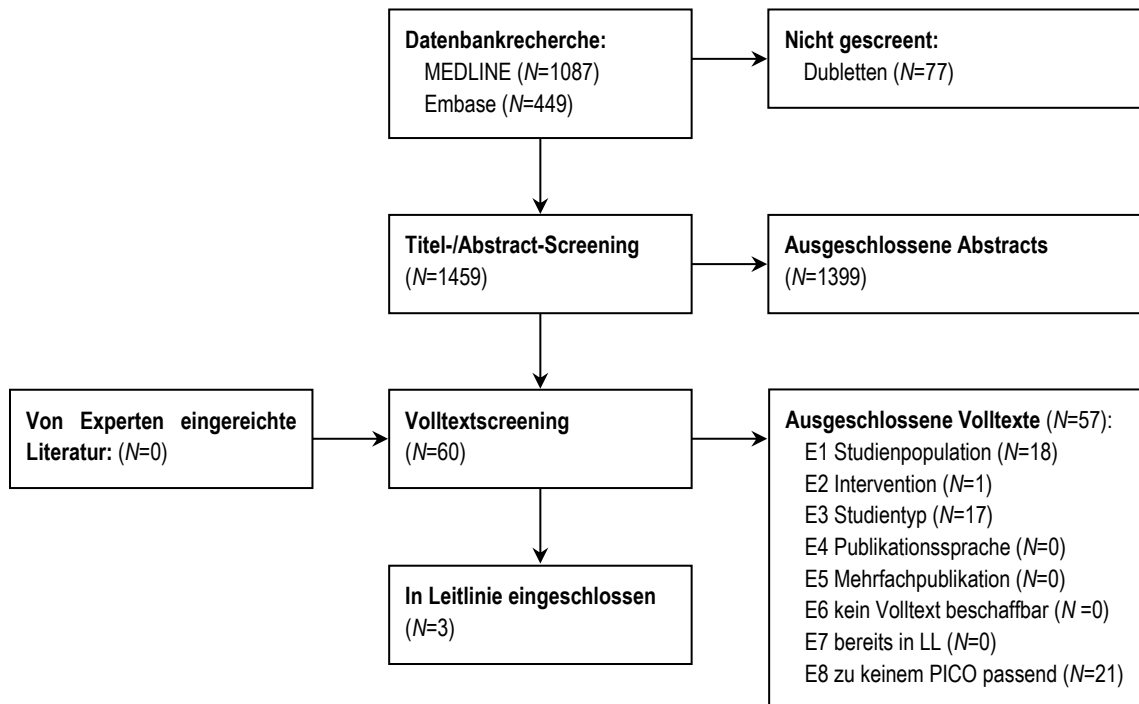 Datenbankrecherche:
MEDLINE (N=1087)
Embase (N=449)
Nicht gescreent:
Dubletten (N=77)
Titel-/Abstract-Screening
(N=1459)
Ausgeschlossene Abstracts
(N=1399)
Von Experten eingereichte
Literatur: (N=0)
Volltextscreening
(N=60)
Ausgeschlossene Volltexte (N=57):
E1 Studienpopulation (N=18)
E2 Intervention (N=1)
E3 Studientyp (N=17)
E4 Publikationssprache (N=0)
E5 Mehrfachpublikation (N=0)
E6 kein Volltext beschaffbar (N =0)
E7 bereits in LL (N=0)
E8 zu keinem PICO passend (N=21)
In Leitlinie eingeschlossen
(N=3)